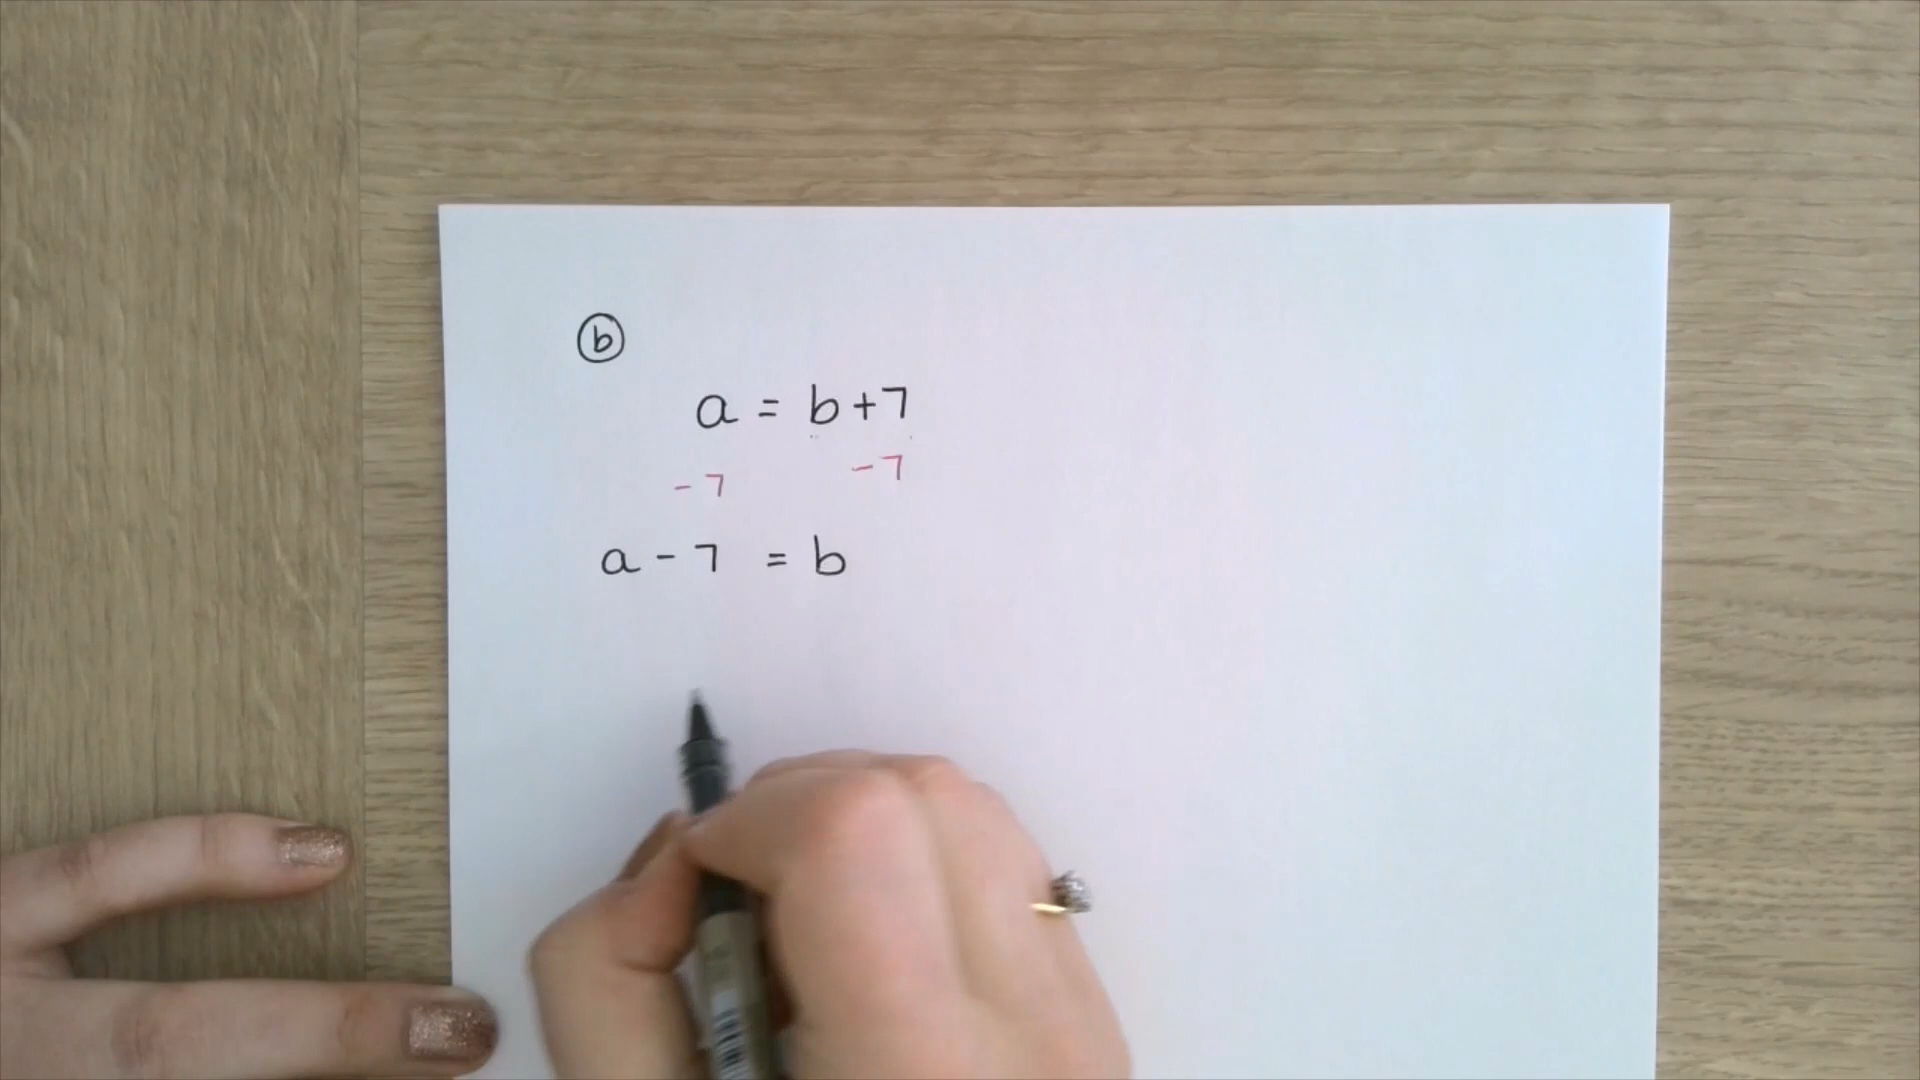 b
a = b+7
-7 -7
a - 7 = b